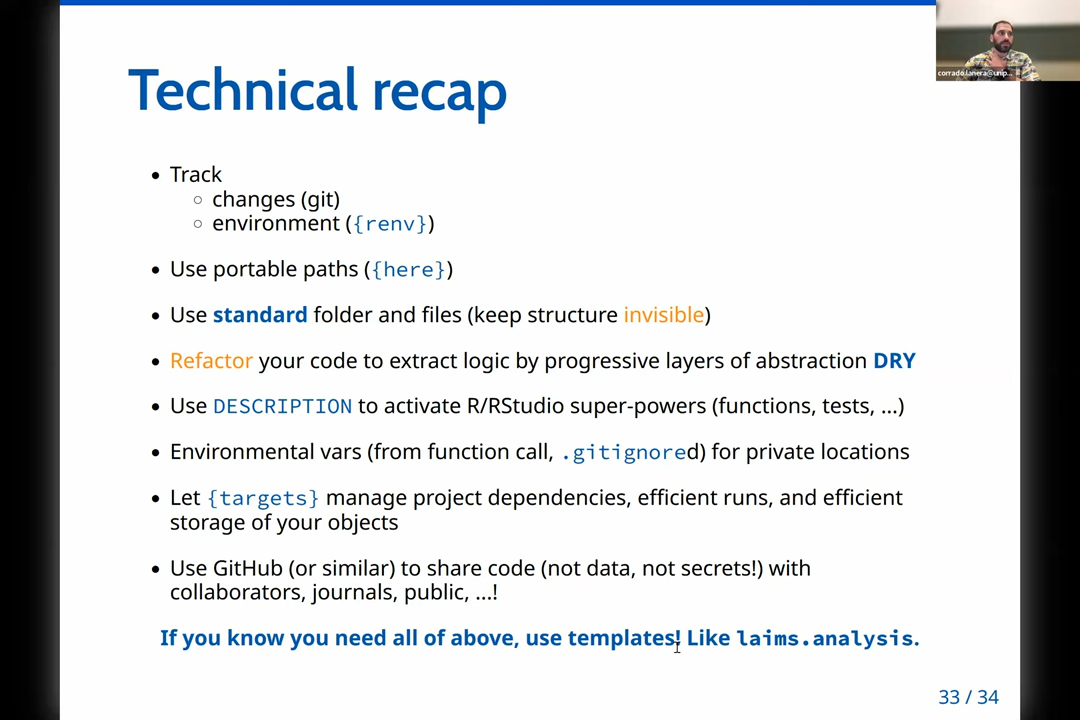 corrado.lanera@unip...
Technical recap
• Track
○ changes (git)
○ environment ({renv})
• Use portable paths ({here})
• Use standard folder and files (keep structure invisible)
• Refactor your code to extract logic by progressive layers of abstraction DRY
• Use DESCRIPTION to activate R/RStudio super-powers (functions, tests, ...)
• Environmental vars (from function call, .gitignored) for private locations
• Let {targets} manage project dependencies, efficient runs, and efficient
storage of your objects
• Use GitHub (or similar) to share code (not data, not secrets!) with
collaborators, journals, public, ...!
If you know you need all of above, use templates! Like laims.analysis.
33 / 34